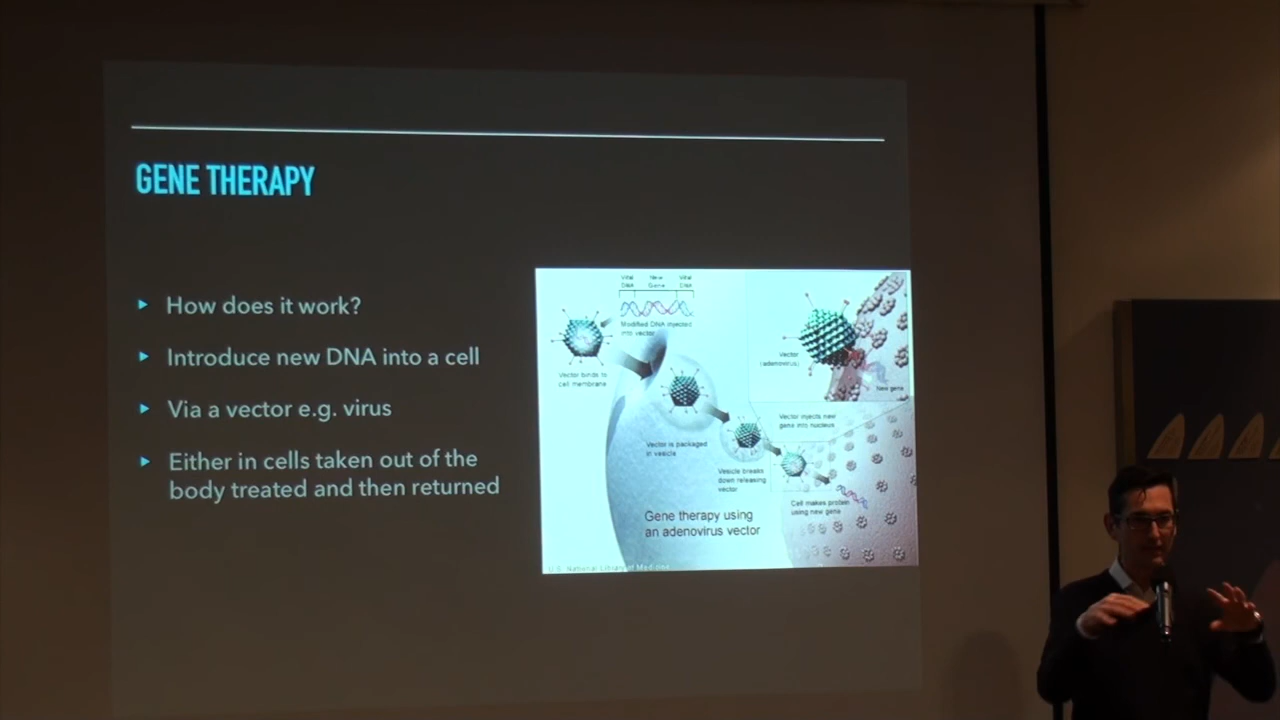 GENE THERAPY
How does it work?
Introduce new DNA into a cell
Via a vector e.g. virus
Either in cells taken out of the
body treated and then returned
Viral New Viral
DNA Gene DNA
Modified DNA injected
into vector
Vector binds to
cell membrane
Vector
(adenovirus)
New gene
Vector injects new
gene into nucleus
Vector is packaged
in vesicle
Vesicle breaks
down releasing
vector
Cell makes protein
using new gene
Gene therapy using
an adenovirus vector
U.S. National Library of Medicine